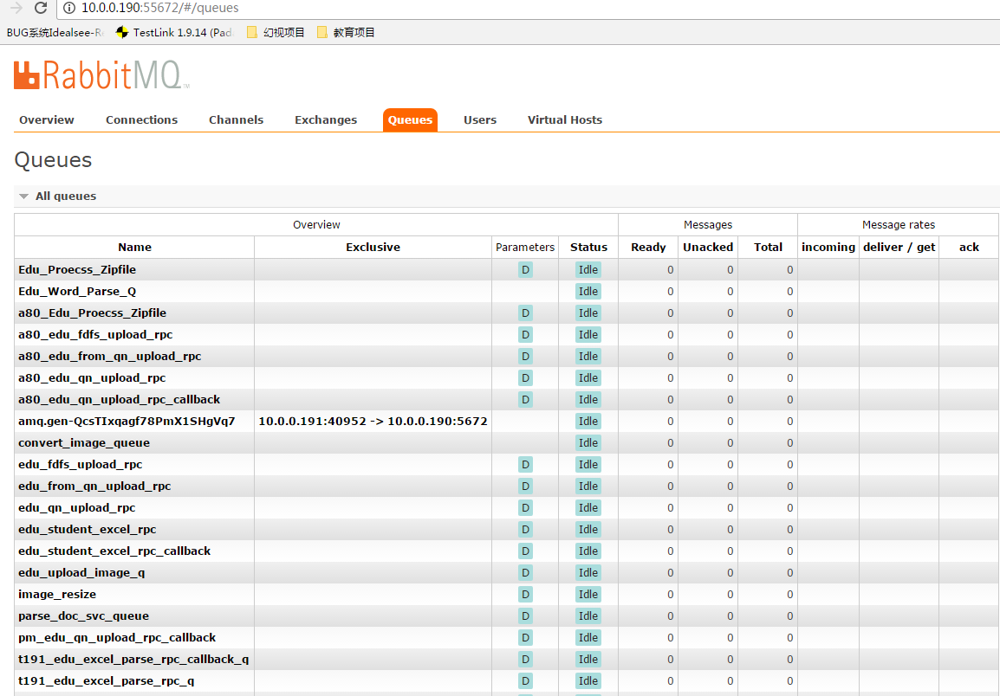 10.0.0.190:55672/#/queues
BUG系统Idealsee-Re TestLink 1.9.14 (Pad 幻视项目 教育项目
RabbitMQ TM
Overview Connections Channels Exchanges Queues Users Virtual Hosts
Queues
All queues
Overview Messages Message rates
Name Exclusive Parameters Status Ready Unacked Total incoming deliver / get ack
Edu_Proecss_Zipfile D Idle 0 0 0
Edu_Word_Parse_Q Idle 0 0 0
a80_Edu_Proecss_Zipfile D Idle 0 0 0
a80_edu_fdfs_upload_rpc D Idle 0 0 0
a80_edu_from_qn_upload_rpc D Idle 0 0 0
a80_edu_qn_upload_rpc D Idle 0 0 0
a80_edu_qn_upload_rpc_callback D Idle 0 0 0
amq.gen-QcsTIxqagf78PmX1SHgVq7 10.0.0.191:40952 -> 10.0.0.190:5672 Idle 0 0 0
convert_image_queue Idle 0 0 0
edu_fdfs_upload_rpc D Idle 0 0 0
edu_from_qn_upload_rpc D Idle 0 0 0
edu_qn_upload_rpc D Idle 0 0 0
edu_student_excel_rpc D Idle 0 0 0
edu_student_excel_rpc_callback D Idle 0 0 0
edu_upload_image_q D Idle 0 0 0
image_resize D Idle 0 0 0
parse_doc_svc_queue D Idle 0 0 0
pm_edu_qn_upload_rpc_callback D Idle 0 0 0
t191_edu_excel_parse_rpc_callback_q D Idle 0 0 0
t191_edu_excel_parse_rpc_q D Idle 0 0 0